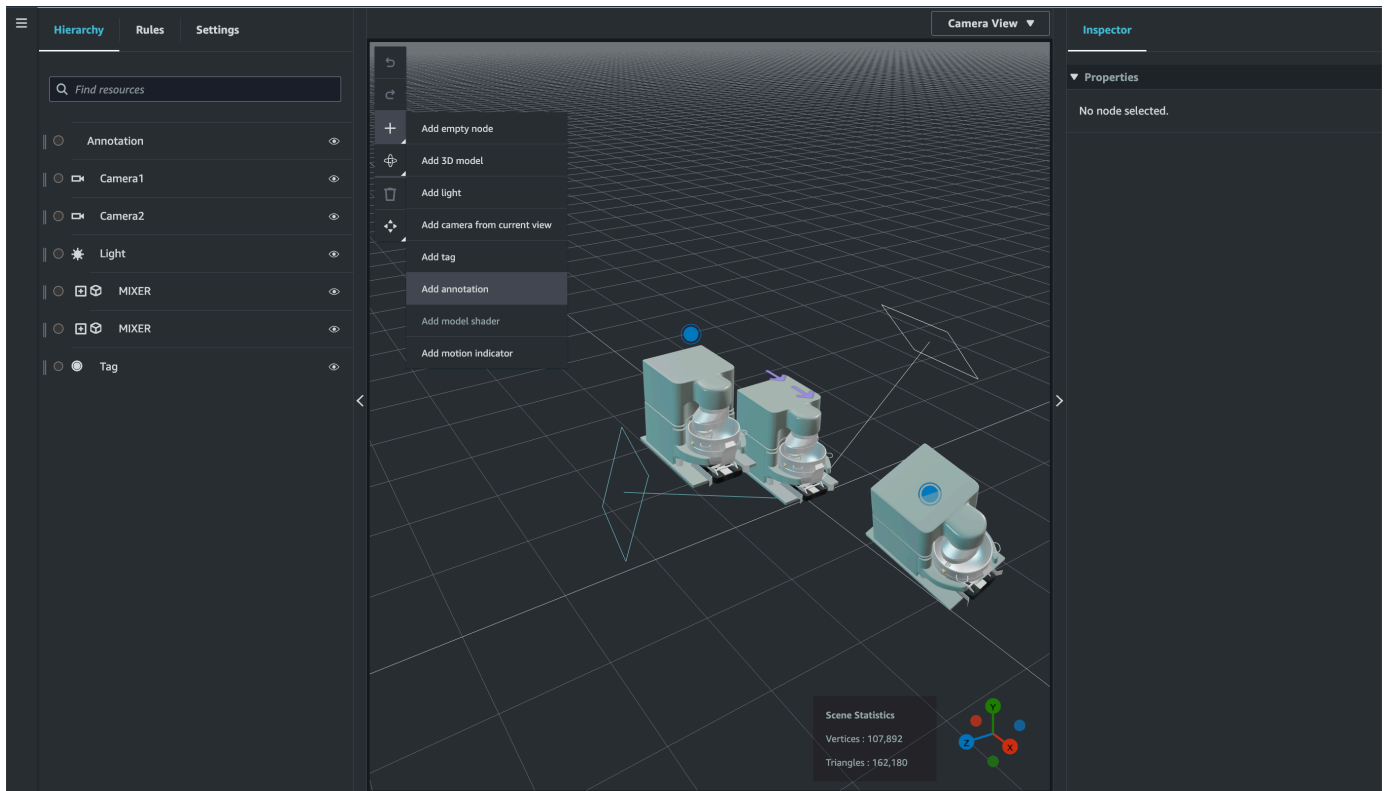 Hierarchy
Rules
Settings
Camera View
Inspector
Find resources
Properties
No node selected.
Annotation
Camera1
Camera2
Light
MIXER
MIXER
Tag
Add empty node
Add 3D model
Add light
Add camera from current view
Add tag
Add annotation
Add model shader
Add motion indicator
Scene Statistics
Vertices : 107,892
Triangles : 162,180
Y
Z
X